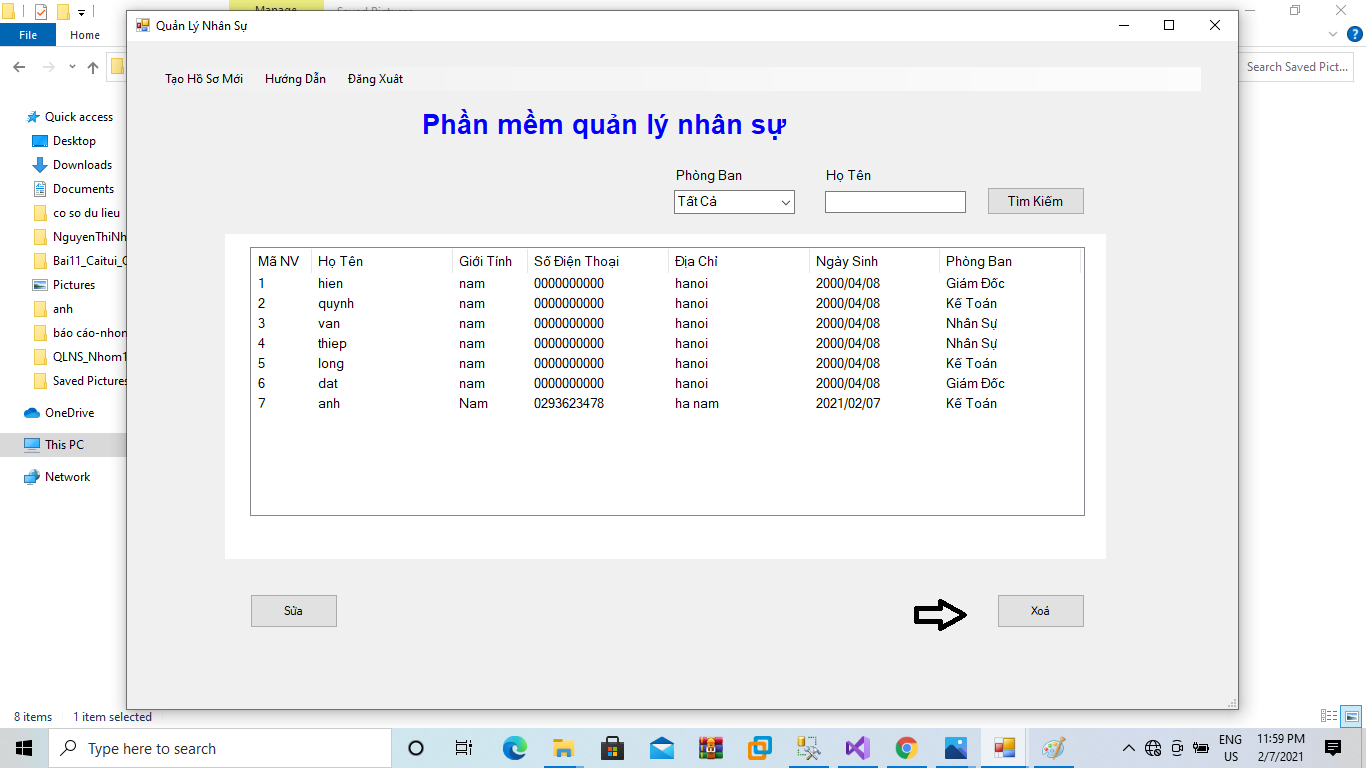 Manage
Saved Pictures
Quản Lý Nhân Sự
File
Home
Tạo Hồ Sơ Mới Hướng Dẫn Đăng Xuất
Search Saved Pict...
Phần mềm quản lý nhân sự
Quick access
Desktop
Downloads
Documents
co so du lieu
NguyenThiNh
Bai11_Caitui_
Pictures
anh
báo cáo-nhon
QLNS_Nhom1
Saved Pictures
OneDrive
This PC
Network
Phòng Ban Họ Tên
Tất Cả Tìm Kiếm
Mã NV Họ Tên Giới Tính Số Điện Thoại Địa Chỉ Ngày Sinh Phòng Ban
1 hien nam 0000000000 hanoi 2000/04/08 Giám Đốc
2 quynh nam 0000000000 hanoi 2000/04/08 Kế Toán
3 van nam 0000000000 hanoi 2000/04/08 Nhân Sự
4 thiep nam 0000000000 hanoi 2000/04/08 Nhân Sự
5 long nam 0000000000 hanoi 2000/04/08 Kế Toán
6 dat nam 0000000000 hanoi 2000/04/08 Giám Đốc
7 anh Nam 0293623478 ha nam 2021/02/07 Kế Toán
Sửa Xoá
8 items 1 item selected
Type here to search
ENG
US
11:59 PM
2/7/2021